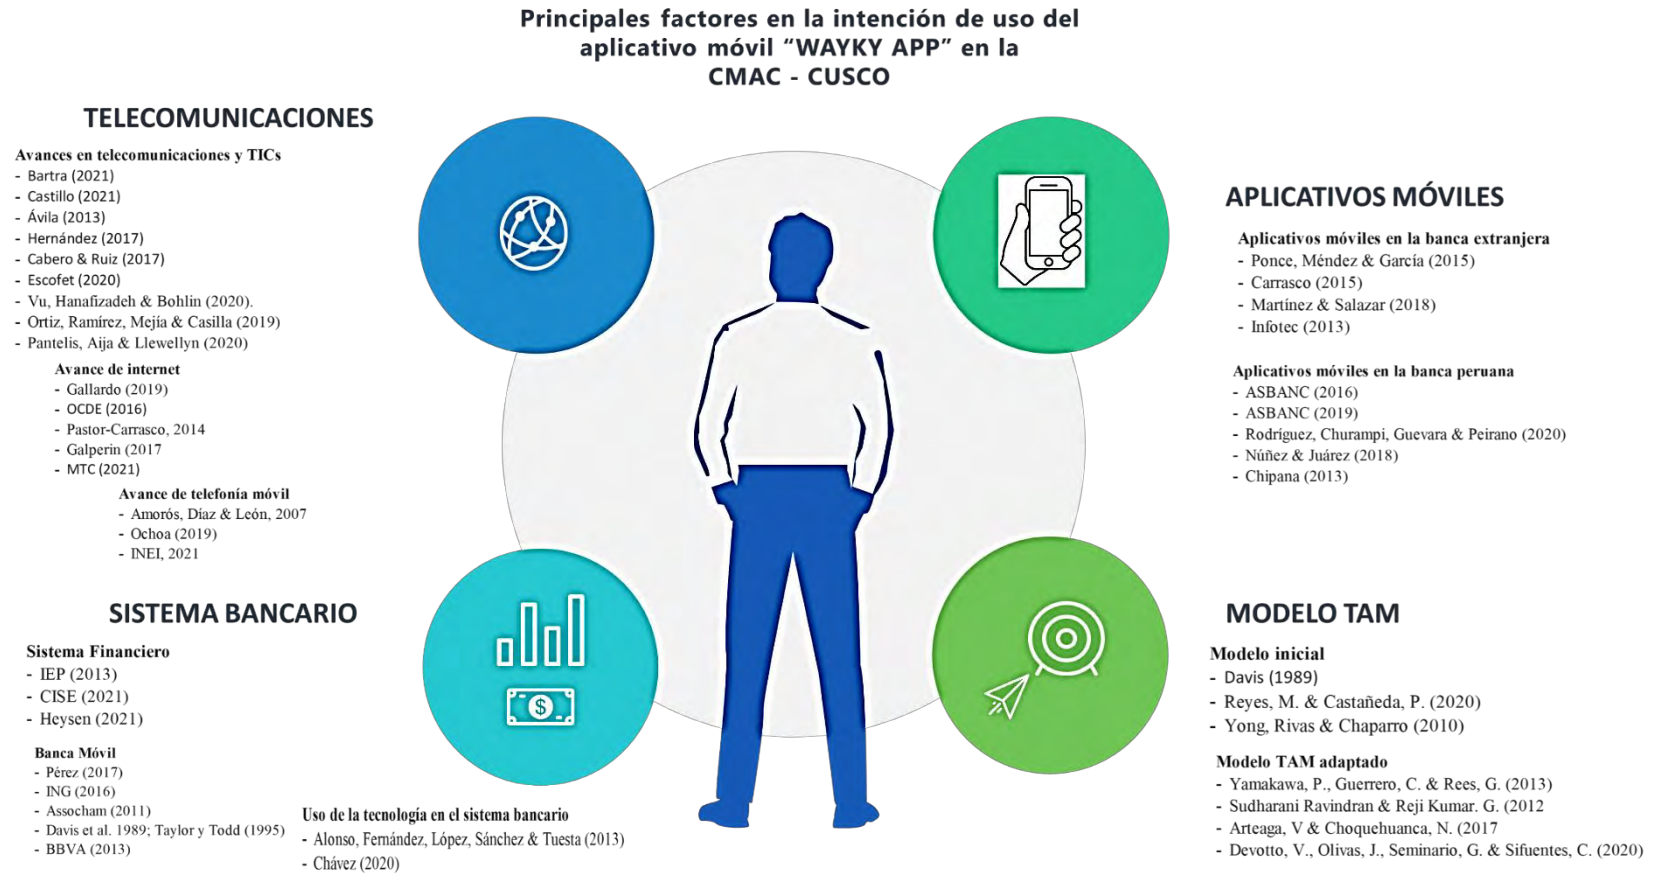 Principales factores en la intención de uso del
aplicativo móvil “WAYKY APP” en la
CMAC - CUSCO
TELECOMUNICACIONES
Avances en telecomunicaciones y TICs
- Bartra (2021)
- Castillo (2021)
- Ávila (2013)
- Hernández (2017)
- Cabero & Ruiz (2017)
- Escofet (2020)
- Vu, Hanafizadeh & Bohlin (2020).
- Ortiz, Ramírez, Mejía & Casilla (2019)
- Pantelis, Aija & Llewellyn (2020)
Avance de internet
- Gallardo (2019)
- OCDE (2016)
- Pastor-Carrasco, 2014
- Galperin (2017
- MTC (2021)
Avance de telefonía móvil
- Amorós, Díaz & León, 2007
- Ochoa (2019)
- INEI, 2021
APLICATIVOS MÓVILES
Aplicativos móviles en la banca extranjera
- Ponce, Méndez & García (2015)
- Carrasco (2015)
- Martínez & Salazar (2018)
- Infotec (2013)
Aplicativos móviles en la banca peruana
- ASBANC (2016)
- ASBANC (2019)
- Rodríguez, Churampi, Guevara & Peirano (2020)
- Núñez & Juárez (2018)
- Chipana (2013)
SISTEMA BANCARIO
Sistema Financiero
- IEP (2013)
- CISE (2021)
- Heysen (2021)
Banca Móvil
- Pérez (2017)
- ING (2016)
- Assocham (2011)
- Davis et al. 1989; Taylor y Todd (1995)
- BBVA (2013)
Uso de la tecnología en el sistema bancario
- Alonso, Fernández, López, Sánchez & Tuesta (2013)
- Chávez (2020)
$
MODELO TAM
Modelo inicial
- Davis (1989)
- Reyes, M. & Castañeda, P. (2020)
- Yong, Rivas & Chaparro (2010)
Modelo TAM adaptado
- Yamakawa, P., Guerrero, C. & Rees, G. (2013)
- Sudharani Ravindran & Reji Kumar. G. (2012
- Arteaga, V & Choquehuanca, N. (2017
- Devotto, V., Olivas, J., Seminario, G. & Sifuentes, C. (2020)